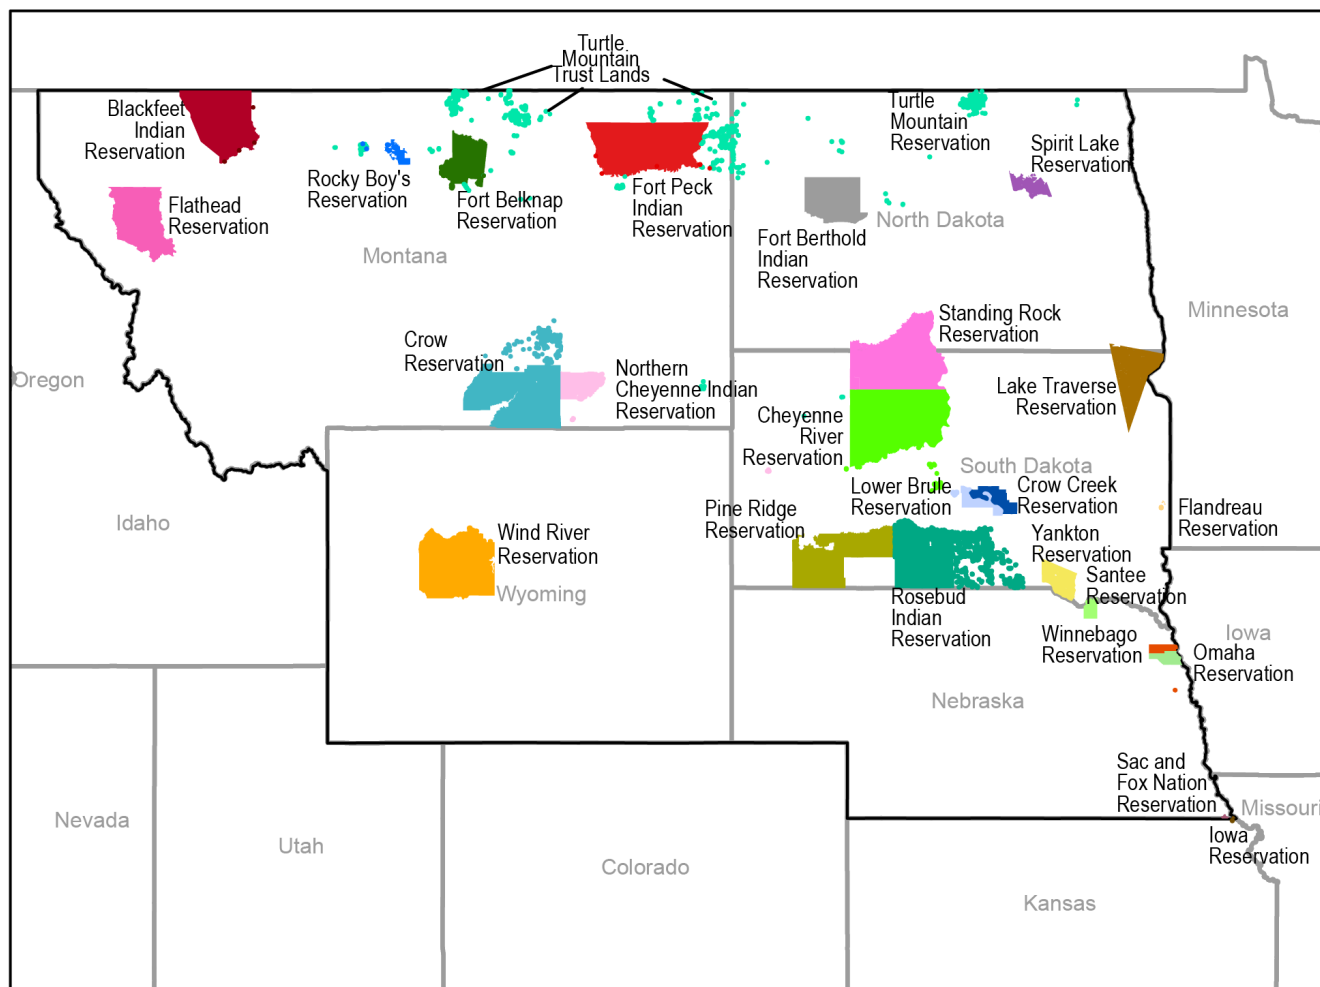 Turtle
Mountain
Trust Lands
Blackfeet
Indian
Reservation
Turtle
Mountain
Reservation
Spirit Lake
Reservation
Rocky Boy's
Reservation
Fort Belknap
Reservation
Fort Peck
Indian
Reservation
Flathead
Reservation
North Dakota
Fort Berthold
Indian
Reservation
Montana
Minnesota
Standing Rock
Reservation
Crow
Reservation
Northern
Cheyenne Indian
Reservation
Oregon
Lake Traverse
Reservation
Cheyenne
River
Reservation
South Dakota
Lower Brule
Reservation
Crow Creek
Reservation
Pine Ridge
Reservation
Flandreau
Reservation
Idaho
Wind River
Reservation
Wyoming
Yankton
Reservation
Santee
Reservation
Rosebud
Indian
Reservation
Winnebago
Reservation
Iowa
Omaha
Reservation
Nebraska
Sac and
Fox Nation
Reservation
Missouri
Iowa
Reservation
Nevada
Utah
Colorado
Kansas